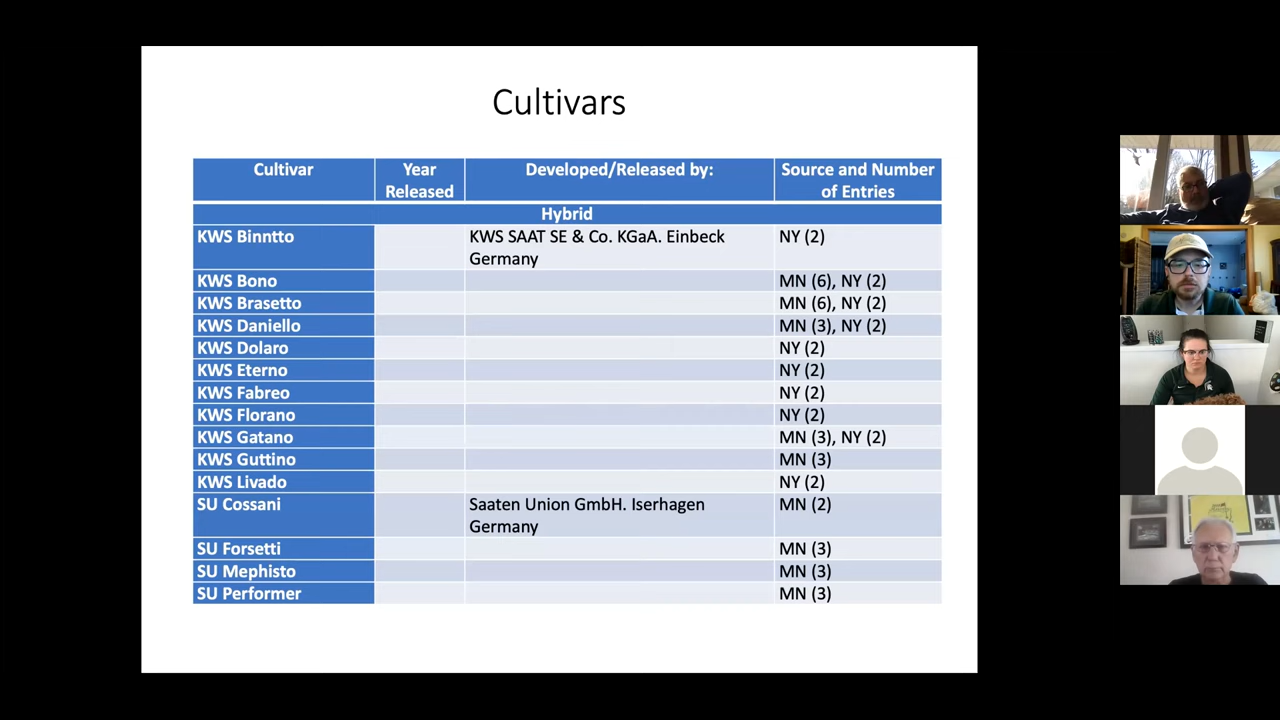 Cultivars
Cultivar
Year
Released
Developed/Released by:
Source and Number
of Entries
Hybrid
KWS Binntto
KWS SAAT SE & Co. KGaA. Einbeck
Germany
NY (2)
KWS Bono
MN (6), NY (2)
KWS Brasetto
MN (6), NY (2)
KWS Daniello
MN (3), NY (2)
KWS Dolaro
NY (2)
KWS Eterno
NY (2)
KWS Fabreo
NY (2)
KWS Florano
NY (2)
KWS Gatano
MN (3), NY (2)
KWS Guttino
MN (3)
KWS Livado
NY (2)
SU Cossani
Saaten Union GmbH. Iserhagen
Germany
MN (2)
SU Forsetti
MN (3)
SU Mephisto
MN (3)
SU Performer
MN (3)